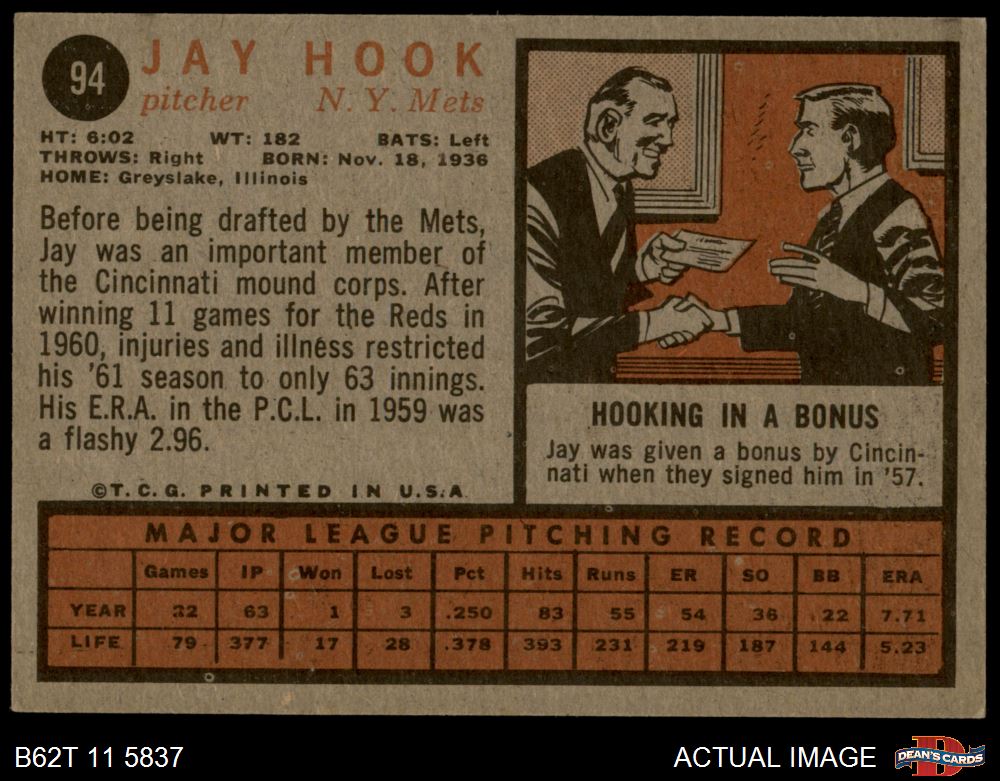 94
JAY HOOK
pitcher N. Y. Mets
HT: 6:02 WT: 182 BATS: Left
THROWS: Right BORN: Nov. 18, 1936
HOME: Greyslake, Illinois
Before being drafted by the Mets,
Jay was an important member of
the Cincinnati mound corps. After
winning 11 games for the Reds in
1960, injuries and illness restricted
his '61 season to only 63 innings.
His E.R.A. in the P.C.L. in 1959 was
a flashy 2.96.
©T. C. G. PRINTED IN U.S.A.
HOOKING IN A BONUS
Jay was given a bonus by Cincin-
nati when they signed him in '57.
MAJOR LEAGUE PITCHING RECORD
Games IP Won Lost Pct Hits Runs ER SO BB ERA
YEAR 22 63 1 3 .250 83 55 54 36 22 7.71
LIFE 79 377 17 28 .378 393 231 219 187 144 5.23
B62T 11 5837
ACTUAL IMAGE
D
DEAN'S CARDS